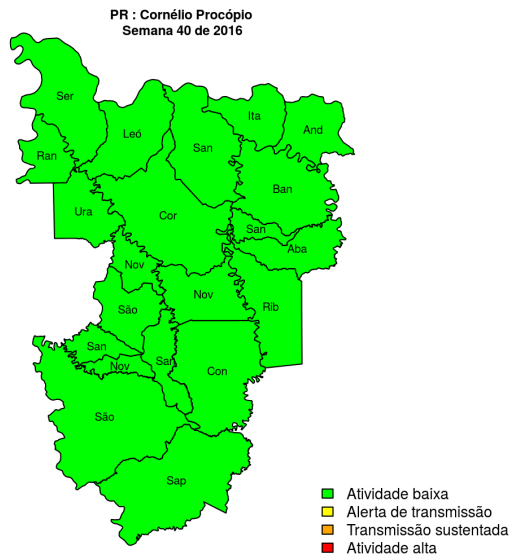 PR : Cornélio Procópio
Semana 40 de 2016
Ser
Leó
Ita
And
Ran
San
Ban
Ura
Cor
San
Aba
Nov
Nov
São
Rib
San
San
Nov
Con
São
Sap
Atividade baixa
Alerta de transmissão
Transmissão sustentada
Atividade alta